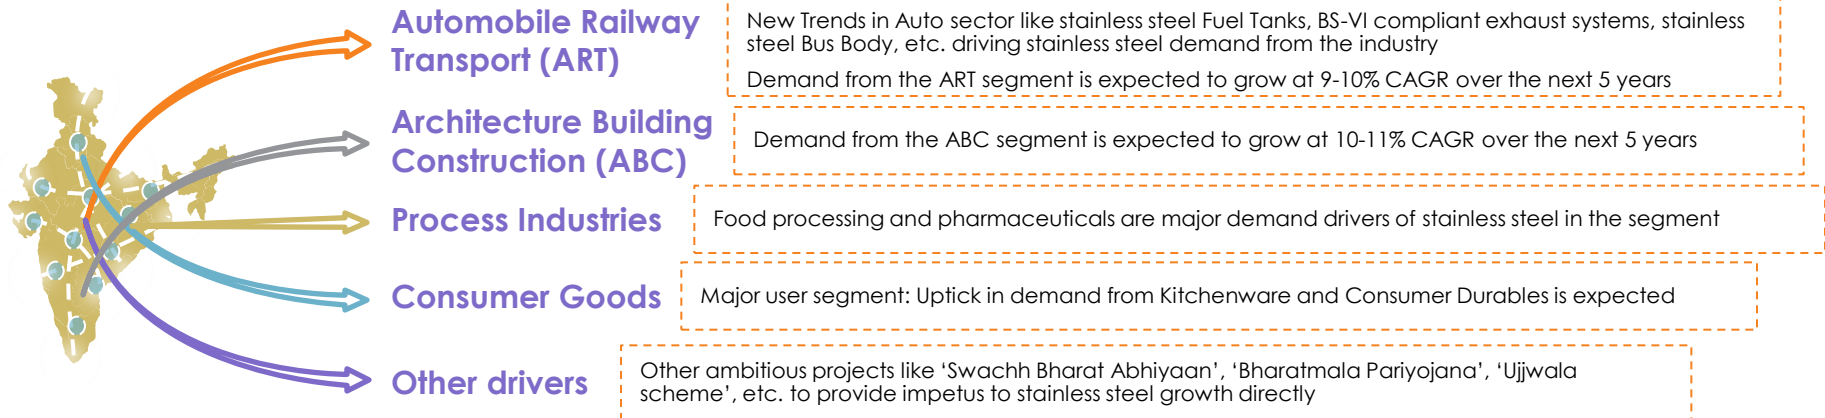 Automobile Railway
Transport (ART)
New Trends in Auto sector like stainless steel Fuel Tanks, BS-VI compliant exhaust systems, stainless
steel Bus Body, etc. driving stainless steel demand from the industry
Demand from the ART segment is expected to grow at 9-10% CAGR over the next 5 years
Architecture Building
Construction (ABC)
Demand from the ABC segment is expected to grow at 10-11% CAGR over the next 5 years
Process Industries
Food processing and pharmaceuticals are major demand drivers of stainless steel in the segment
Consumer Goods
Major user segment: Uptick in demand from Kitchenware and Consumer Durables is expected
Other drivers
Other ambitious projects like ‘Swachh Bharat Abhiyaan’, ‘Bharatmala Pariyojana’, ‘Ujjwala
scheme’, etc. to provide impetus to stainless steel growth directly